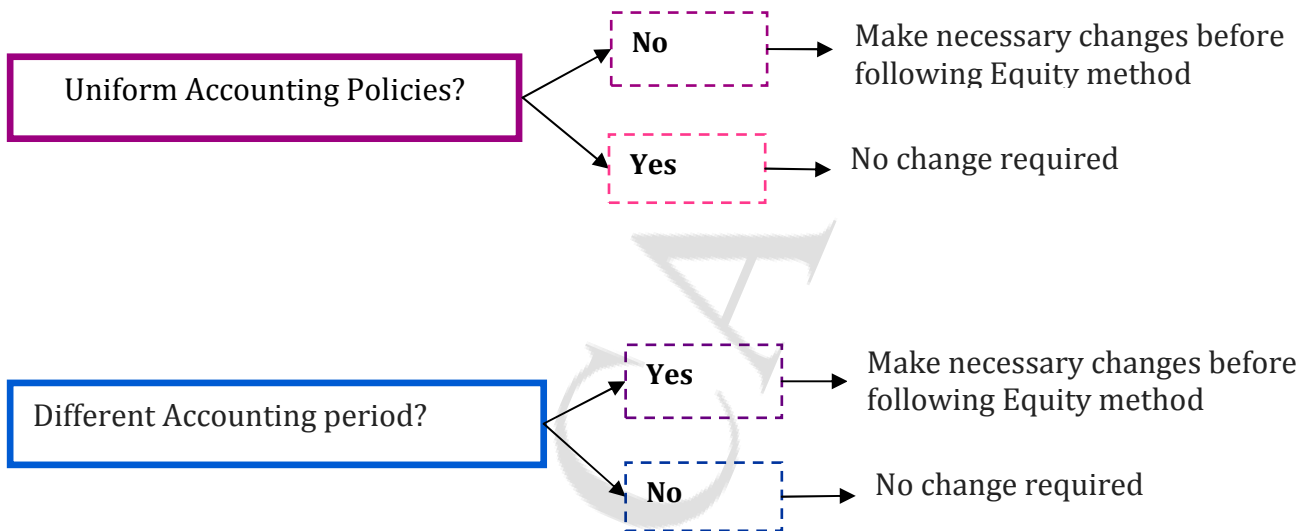 No
Make necessary changes before
following Equity method
Uniform Accounting Policies?
Yes
No change required
Yes
Make necessary changes before
following Equity method
Different Accounting period?
No
No change required
CA